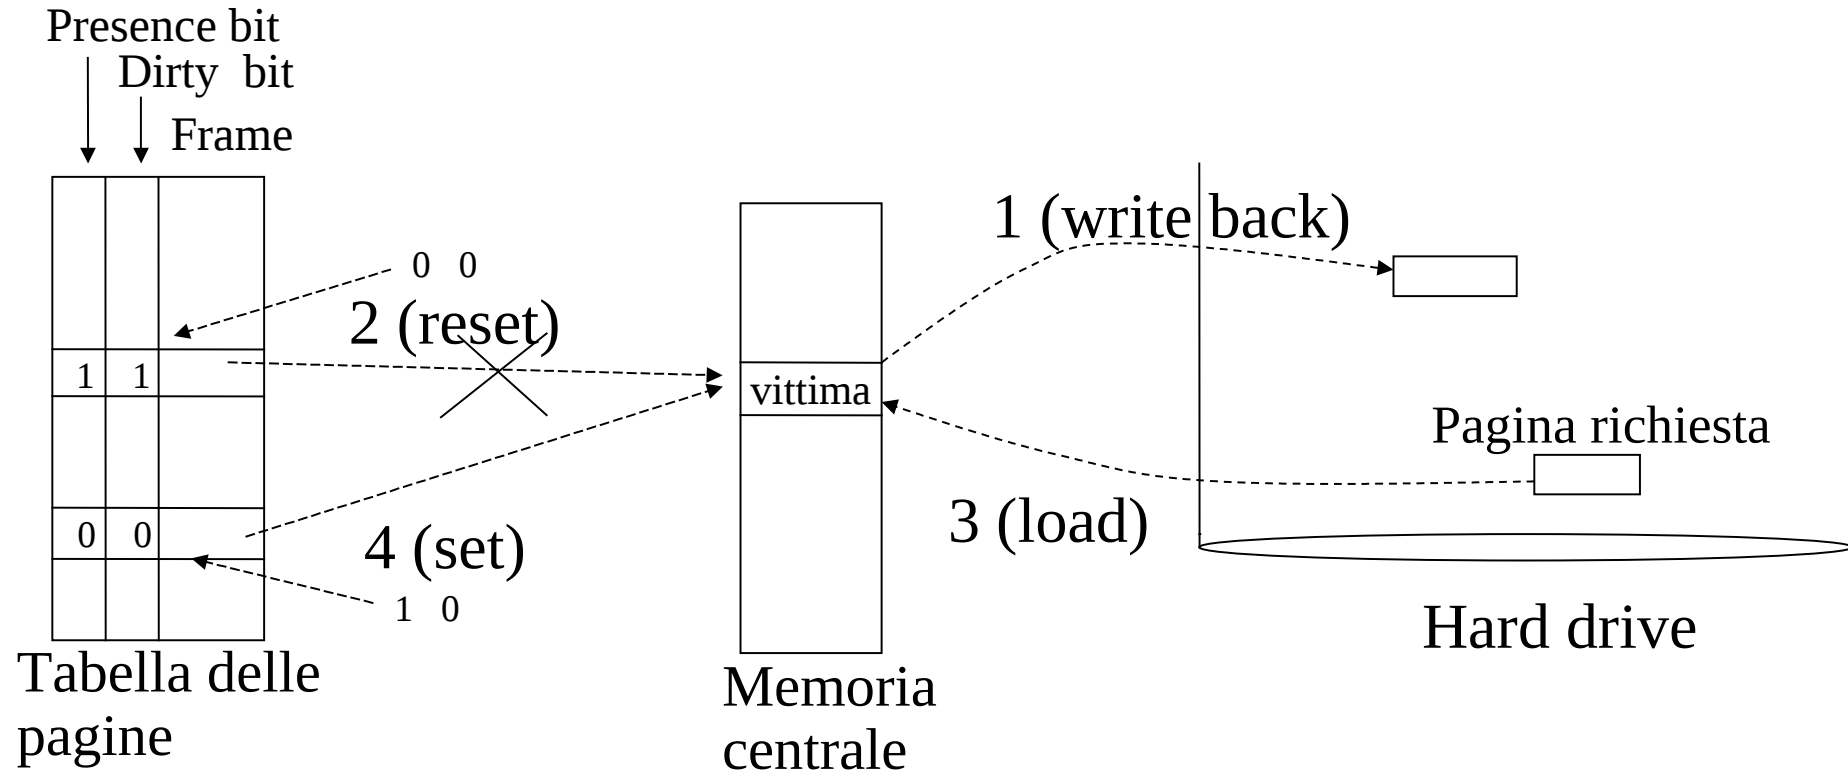 Presence bit
Dirty bit
Frame
1 (write back)
0 0
2 (reset)
1 1
vittima
Pagina richiesta
0 0
4 (set)
3 (load)
1 0
Hard drive
Tabella delle
pagine
Memoria
centrale